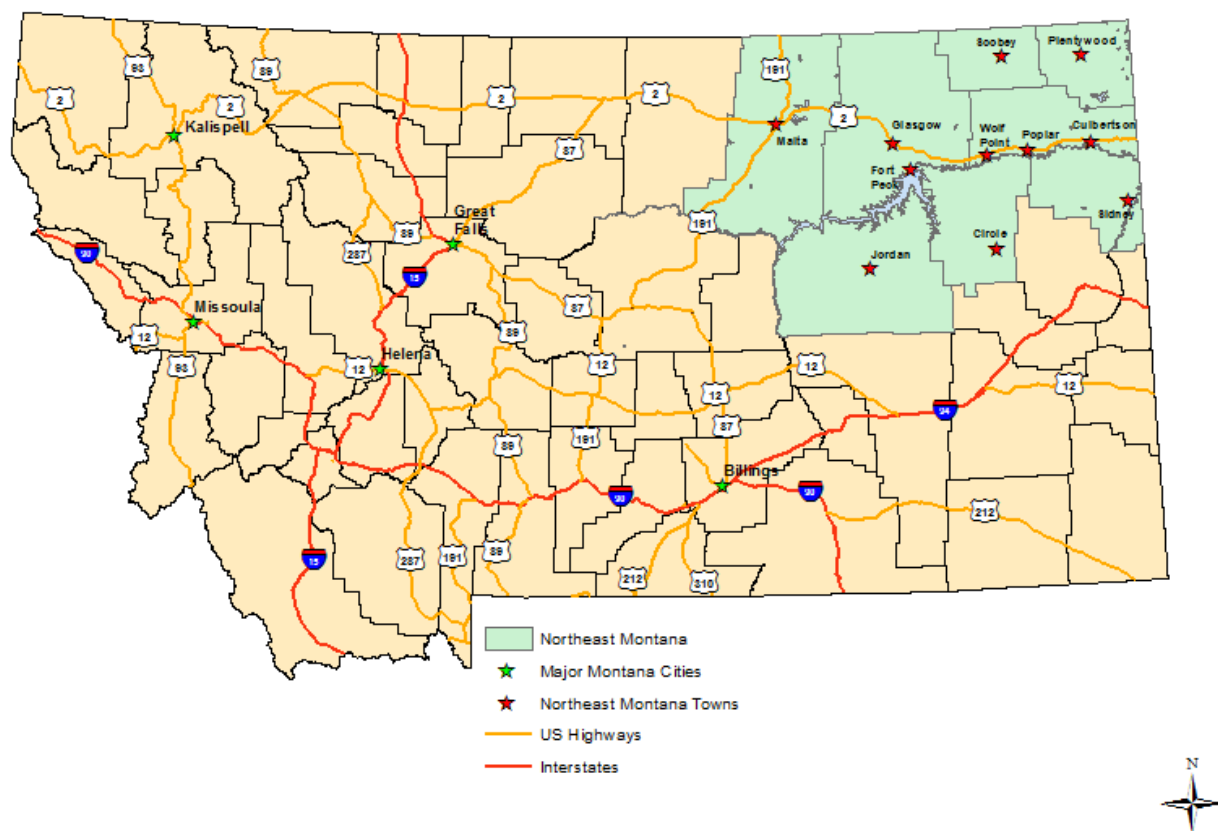 93
89
2
2
2
2
191
2
Scobey
Plentywood
Kalispell
87
Malta
Glasgow
Wolf
Point
Poplar
Culbertson
Fort
Peck
Sidney
Great
Falls
89
287
191
90
15
Circle
Jordan
Missoula
87
89
12
93
Helena
12
12
12
12
12
94
87
89
191
Billings
90
90
212
15
287
191
89
212
310
Northeast Montana
Major Montana Cities
Northeast Montana Towns
US Highways
Interstates
N